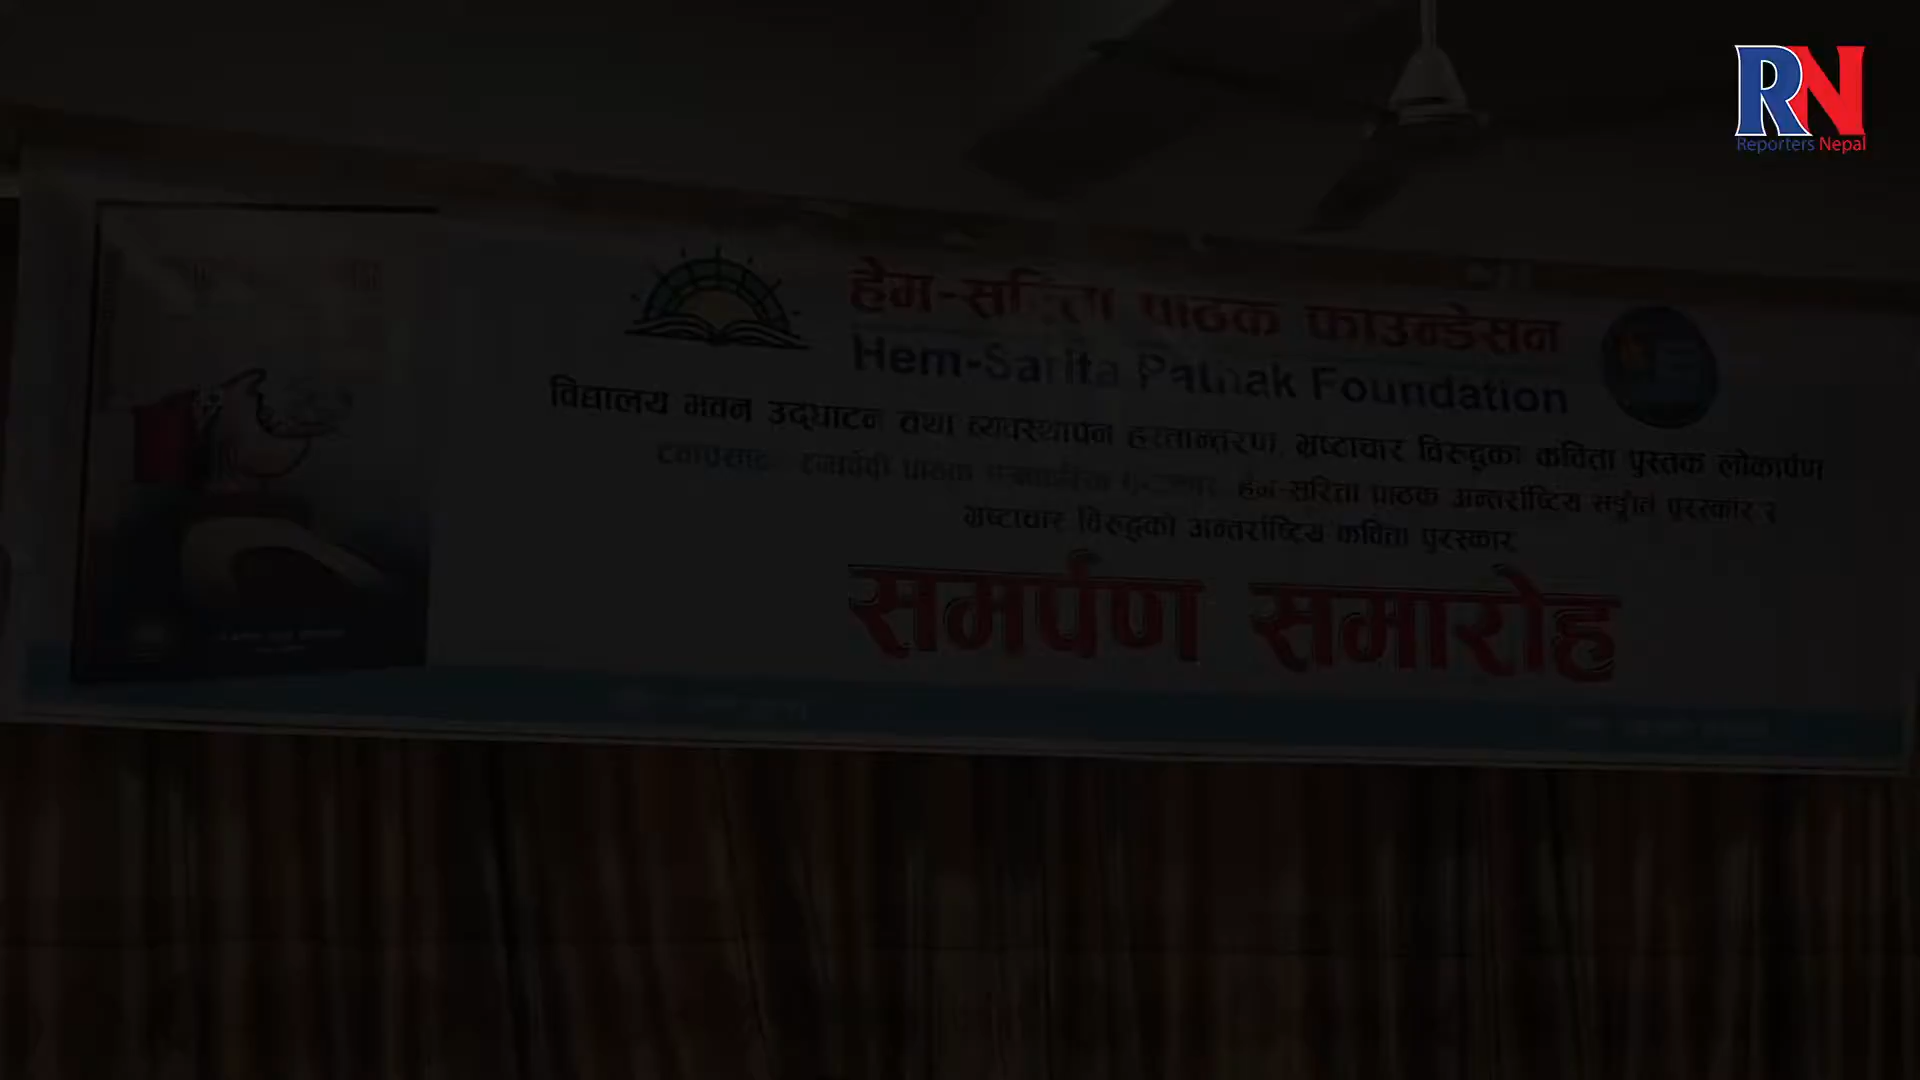 RN
Reporters Nepal
हेम-सरिता पाठक फाउन्डेसन
Hem-Sarita Pathak Foundation
विद्यालय भवन उद्घाटन तथा व्यवस्थापन हस्तान्तरण, भ्रष्टाचार विरूद्धका कविता पुस्तक लोकार्पण
पाठक हेम-सरिता पाठक अन्तर्राष्ट्रिय सङ्गीत पुरस्कार र
भ्रष्टाचार विरूद्धको अन्तर्राष्ट्रिय कविता पुरस्कार
समर्पण समारोह